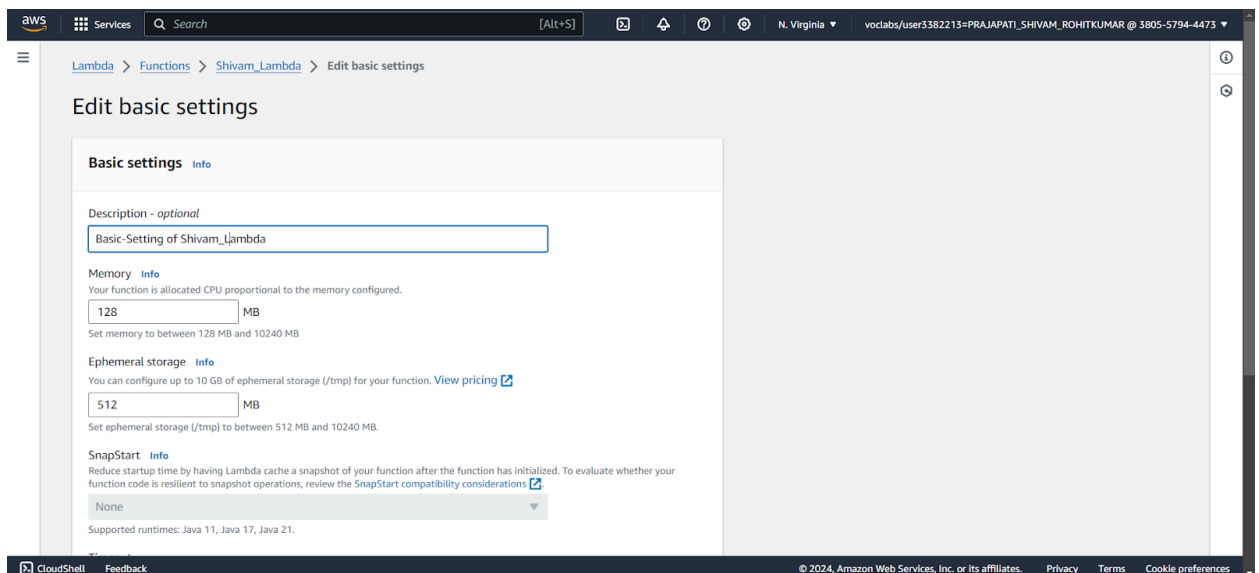 aws Services Search [Alt+S] N. Virginia voclabs/user3382213=PRAJAPATI_SHIVAM_ROHITKUMAR @ 3805-5794-4473
Lambda > Functions > Shivam_Lambda > Edit basic settings
Edit basic settings
Basic settings Info
Description - optional
Basic-Setting of Shivam_Lambda
Memory Info
Your function is allocated CPU proportional to the memory configured.
128 MB
Set memory to between 128 MB and 10240 MB
Ephemeral storage Info
You can configure up to 10 GB of ephemeral storage (/tmp) for your function. View pricing
512 MB
Set ephemeral storage (/tmp) to between 512 MB and 10240 MB.
SnapStart Info
Reduce startup time by having Lambda cache a snapshot of your function after the function has initialized. To evaluate whether your
function code is resilient to snapshot operations, review the SnapStart compatibility considerations.
None
Supported runtimes: Java 11, Java 17, Java 21.
CloudShell Feedback © 2024, Amazon Web Services, Inc. or its affiliates. Privacy Terms Cookie preferences